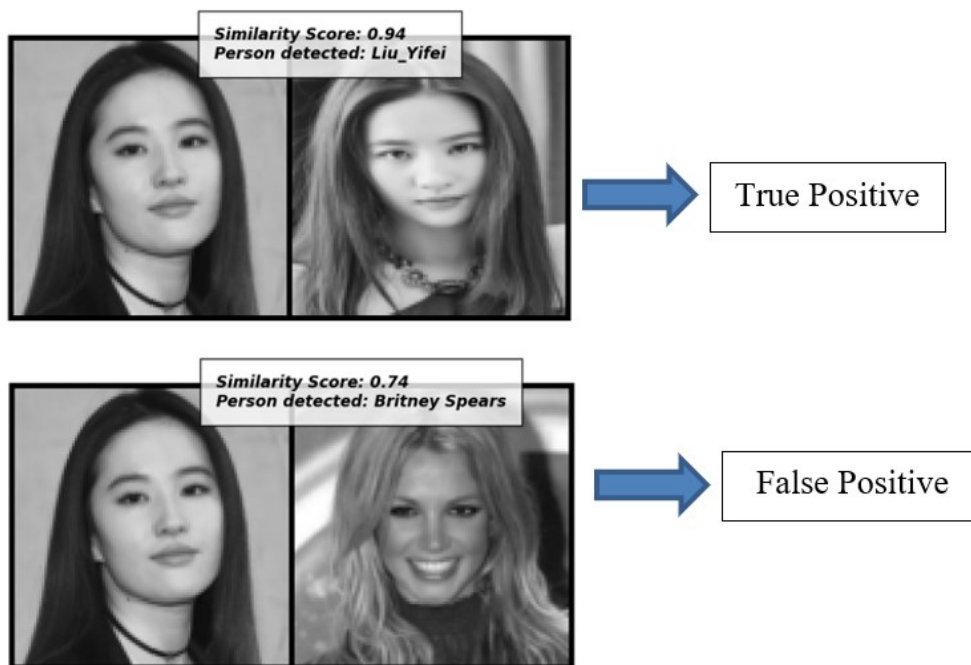 Similarity Score: 0.94
Person detected: Liu_Yifei
True Positive
Similarity Score: 0.74
Person detected: Britney Spears
False Positive